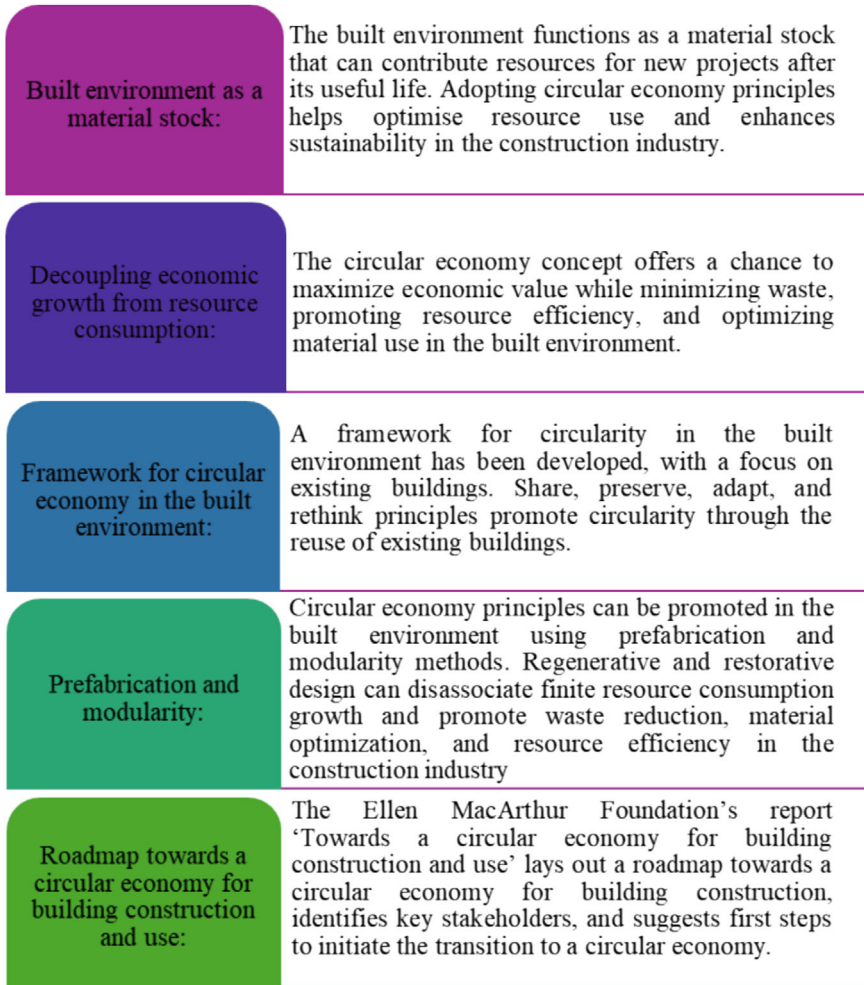 Built environment as a
material stock:
The built environment functions as a material stock
that can contribute resources for new projects after
its useful life. Adopting circular economy principles
helps optimise resource use and enhances
sustainability in the construction industry.
Decoupling economic
growth from resource
consumption:
The circular economy concept offers a chance to
maximize economic value while minimizing waste,
promoting resource efficiency, and optimizing
material use in the built environment.
Framework for circular
economy in the built
environment:
A framework for circularity in the built
environment has been developed, with a focus on
existing buildings. Share, preserve, adapt, and
rethink principles promote circularity through the
reuse of existing buildings.
Prefabrication and
modularity:
Circular economy principles can be promoted in the
built environment using prefabrication and
modularity methods. Regenerative and restorative
design can disassociate finite resource consumption
growth and promote waste reduction, material
optimization, and resource efficiency in the
construction industry
Roadmap towards a
circular economy for
building construction
and use:
The Ellen MacArthur Foundation’s report
‘Towards a circular economy for building
construction and use’ lays out a roadmap towards a
circular economy for building construction,
identifies key stakeholders, and suggests first steps
to initiate the transition to a circular economy.